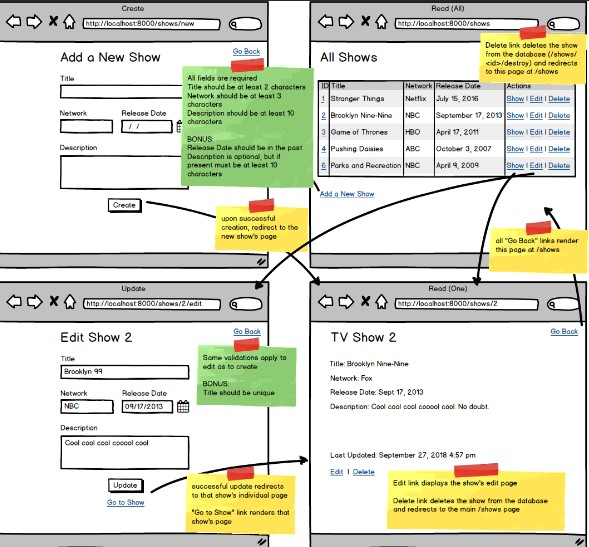 Create
http://localhost:8000/shows/new
Go Back
Add a New Show
Title
Network
Release Date
/ /
Description
Create
All fields are required
Title should be at least 2 characters
Network should be at least 3
characters
Description should be at least 10
characters
BONUS:
Release Date should be in the past
Description is optional, but if
present must be at least 10
characters
upon successful
creation, redirect to the
new show's page
Read (All)
http://localhost:8000/shows
All Shows
Delete link deletes the show
from the database (/shows/
<id>/destroy) and redirects
to this page at /shows
ID Title Network Release Date Actions
1 Stranger Things Netflix July 15, 2016 Show | Edit | Delete
2 Brooklyn Nine-Nine NBC September 17, 2013 Show | Edit | Delete
3 Game of Thrones HBO April 17, 2011 Show | Edit | Delete
4 Pushing Daisies ABC October 3, 2007 Show | Edit | Delete
6 Parks and Recreation NBC April 9, 2009 Show | Edit | Delete
Add a New Show
all "Go Back" links render
this page at /shows
Update
http://localhost:8000/shows/2/edit
Go Back
Edit Show 2
Title
Brooklyn 99
Network
NBC
Release Date
09/17/2013
Description
Cool cool cool cooool cool
Update
Go to Show
Same validations apply to
edit as to create
BONUS:
Title should be unique
successful update redirects
to that show's individual page
"Go to Show" link renders that
show's page
Read (One)
http://localhost:8000/shows/2
Go Back
TV Show 2
Title: Brooklyn Nine-Nine
Network: Fox
Release Date: Sept 17, 2013
Description: Cool cool cool cooool cool. No doubt.
Last Updated: September 27, 2018 4:57 pm
Edit | Delete
Edit link displays the show's edit page
Delete link deletes the show from the database
and redirects to the main /shows page